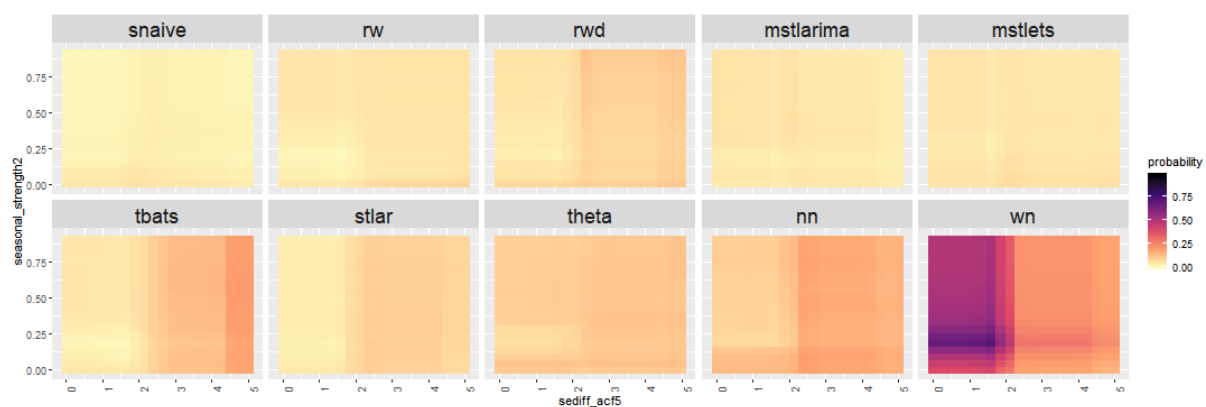 snaive rw rwd mstlarima mstlets
0.75
0.50
0.25
0.00
tbats stlar theta nn wn
0.75
0.50
0.25
0.00
0 1 2 3 4 5 0 1 2 3 4 5 0 1 2 3 4 5 0 1 2 3 4 5 0 1 2 3 4 5
sediff_acf5
seasonal_strength2
probability
0.75
0.50
0.25
0.00